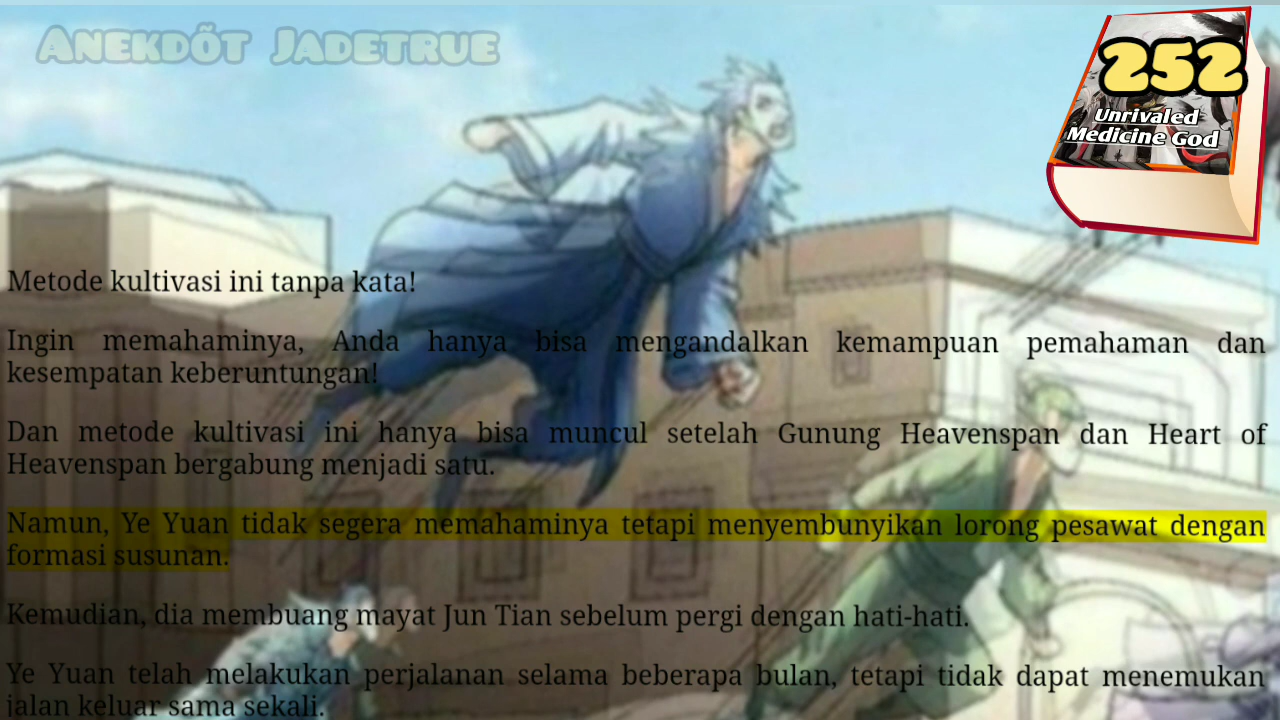 Anekdõt Jadetrue
252
Unrivaled
Medicine God
Metode kultivasi ini tanpa kata!
Ingin memahaminya, Anda hanya bisa mengandalkan kemampuan pemahaman dan
kesempatan keberuntungan!
Dan metode kultivasi ini hanya bisa muncul setelah Gunung Heavenspan dan Heart of
Heavenspan bergabung menjadi satu.
Namun, Ye Yuan tidak segera memahaminya tetapi menyembunyikan lorong pesawat dengan
formasi susunan.
Kemudian, dia membuang mayat Jun Tian sebelum pergi dengan hati-hati.
Ye Yuan telah melakukan perjalanan selama beberapa bulan, tetapi tidak dapat menemukan
jalan keluar sama sekali.